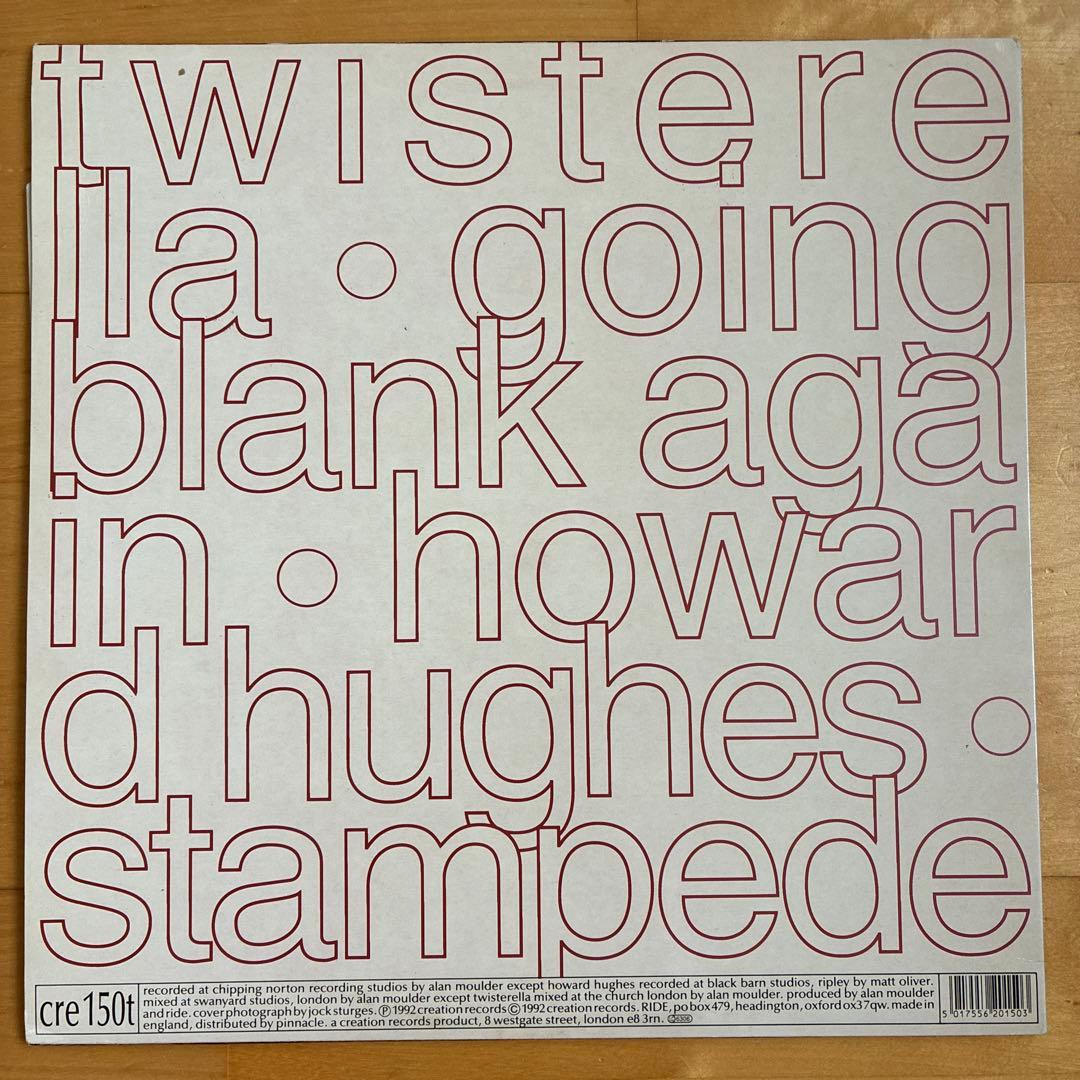 twistere
lla • going
blank aga
in • howar
d hughes •
stampede
cre150t
recorded at chipping norton recording studios by alan moulder except howard hughes recorded at black barn studios, ripley by matt oliver.
mixed at swanyard studios, london by alan moulder except twisterella mixed at the church london by alan moulder. produced by alan moulder
and ride. cover photograph by jock sturges. Ⓟ 1992 creation records © 1992 creation records. RIDE, po box 479, headington, oxford ox37qw. made in
england, distributed by pinnacle. a creation records product, 8 westgate street, london e8 3rn.
5 017556 201503